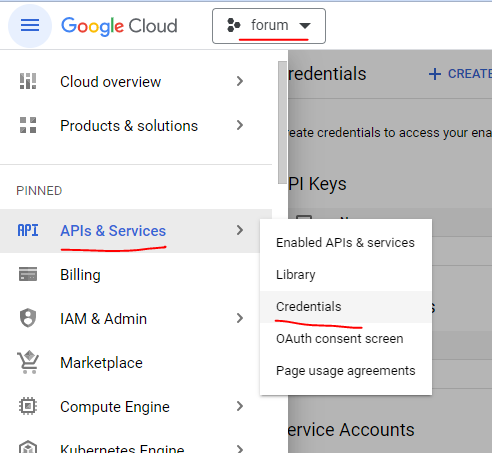 Google Cloud
forum
Cloud overview
Products & solutions
PINNED
API
APIs & Services
Billing
IAM & Admin
Marketplace
Compute Engine
Kubernetes Engine
Enabled APIs & services
Library
Credentials
OAuth consent screen
Page usage agreements
redentials
+ CREATE
reate credentials to access your ena
PI Keys
s
ervice Accounts